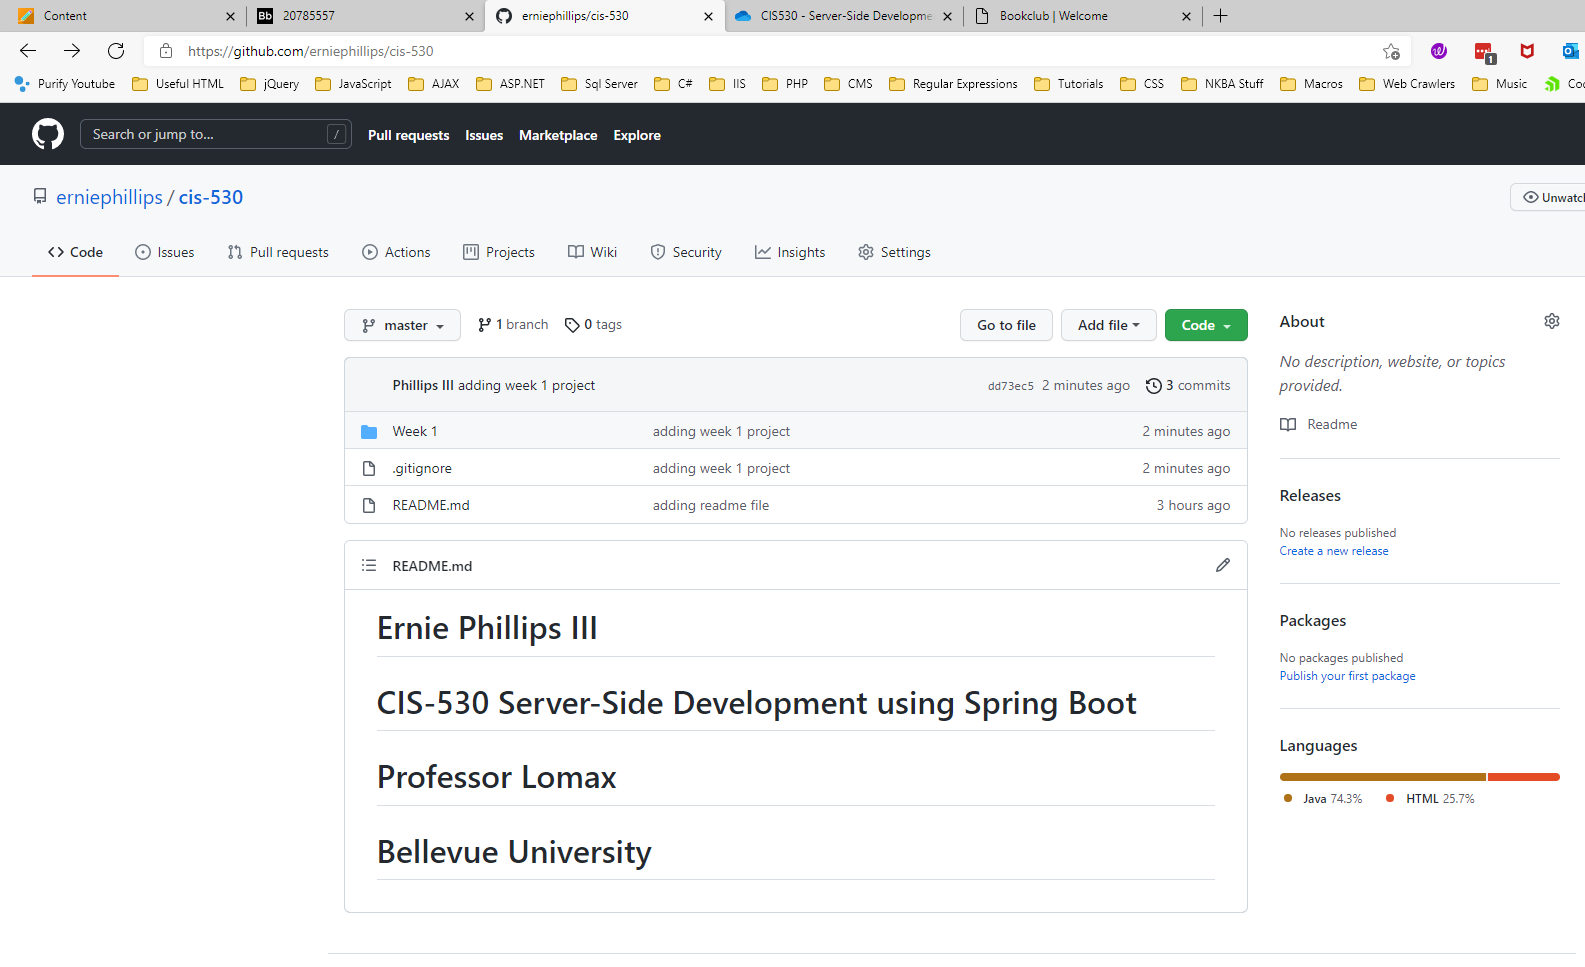 Content
Bb 20785557
erniephillips/cis-530
CIS530 - Server-Side Developme
Bookclub | Welcome
https://github.com/erniephillips/cis-530
1
Purify Youtube Useful HTML jQuery JavaScript AJAX ASP.NET Sql Server C# IIS PHP CMS Regular Expressions Tutorials CSS NKBA Stuff Macros Web Crawlers Music Co
Search or jump to... / Pull requests Issues Marketplace Explore
erniephillips / cis-530
Unwatch
Code Issues Pull requests Actions Projects Wiki Security Insights Settings
master 1 branch 0 tags Go to file Add file Code
Phillips III adding week 1 project dd73ec5 2 minutes ago 3 commits
Week 1 adding week 1 project 2 minutes ago
.gitignore adding week 1 project 2 minutes ago
README.md adding readme file 3 hours ago
README.md
Ernie Phillips III
CIS-530 Server-Side Development using Spring Boot
Professor Lomax
Bellevue University
About
No description, website, or topics
provided.
Readme
Releases
No releases published
Create a new release
Packages
No packages published
Publish your first package
Languages
Java 74.3% HTML 25.7%